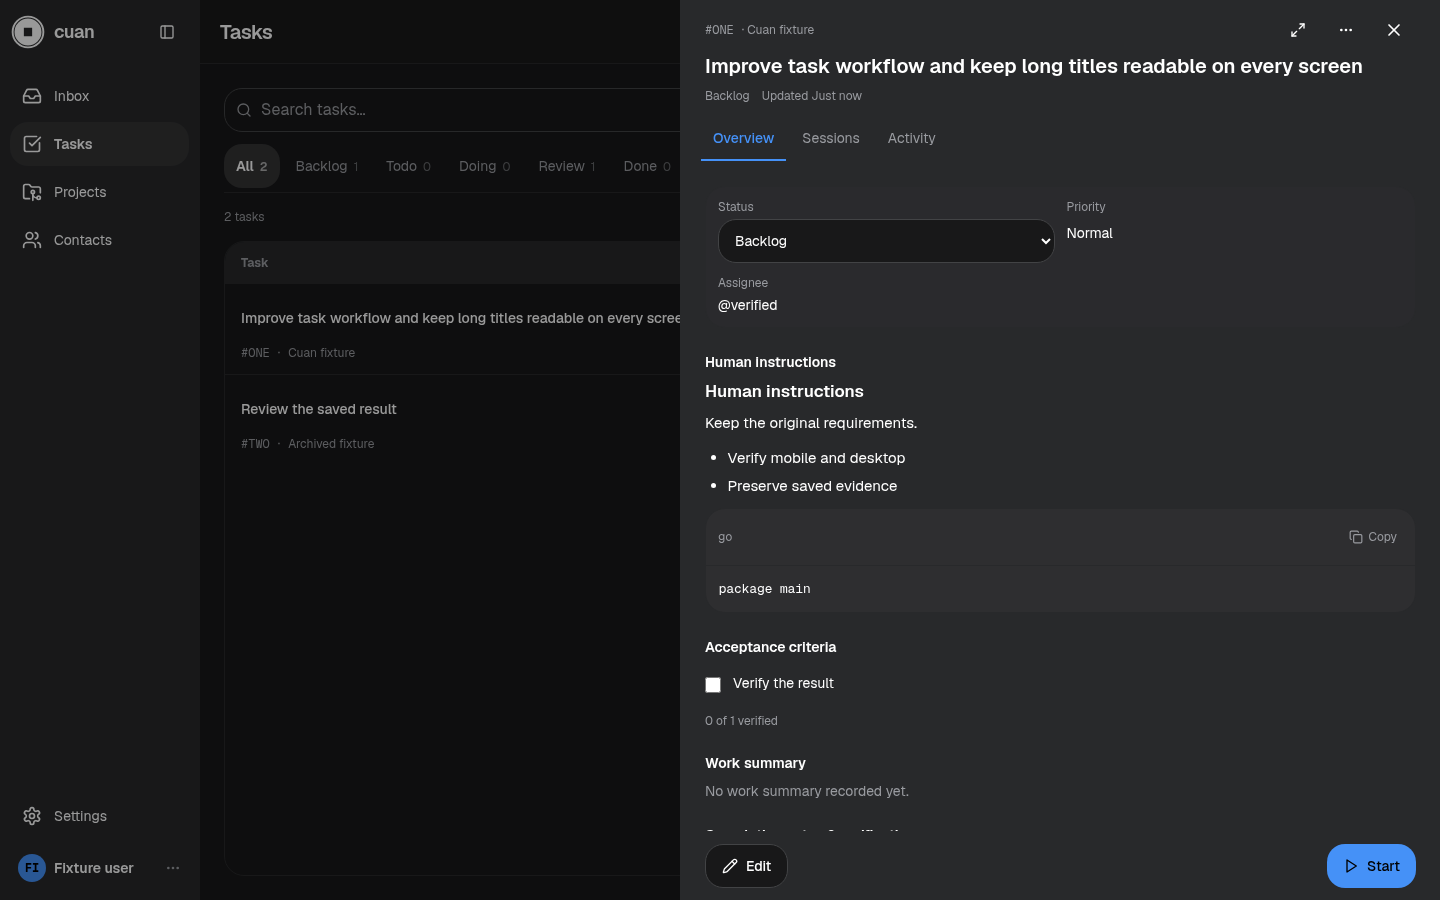 cuan
Inbox
Tasks
Projects
Contacts
Settings
FI Fixture user
Tasks
Search tasks...
All 2 Backlog 1 Todo 0 Doing 0 Review 1 Done 0
2 tasks
Task
Improve task workflow and keep long titles readable on every
#ONE · Cuan fixture
Review the saved result
#TWO · Archived fixture
#ONE · Cuan fixture
Improve task workflow and keep long titles readable on every screen
Backlog Updated Just now
Overview Sessions Activity
Status
Backlog
Priority
Normal
Assignee
@verified
Human instructions
Human instructions
Keep the original requirements.
• Verify mobile and desktop
• Preserve saved evidence
go Copy
package main
Acceptance criteria
Verify the result
0 of 1 verified
Work summary
No work summary recorded yet.
Edit Start